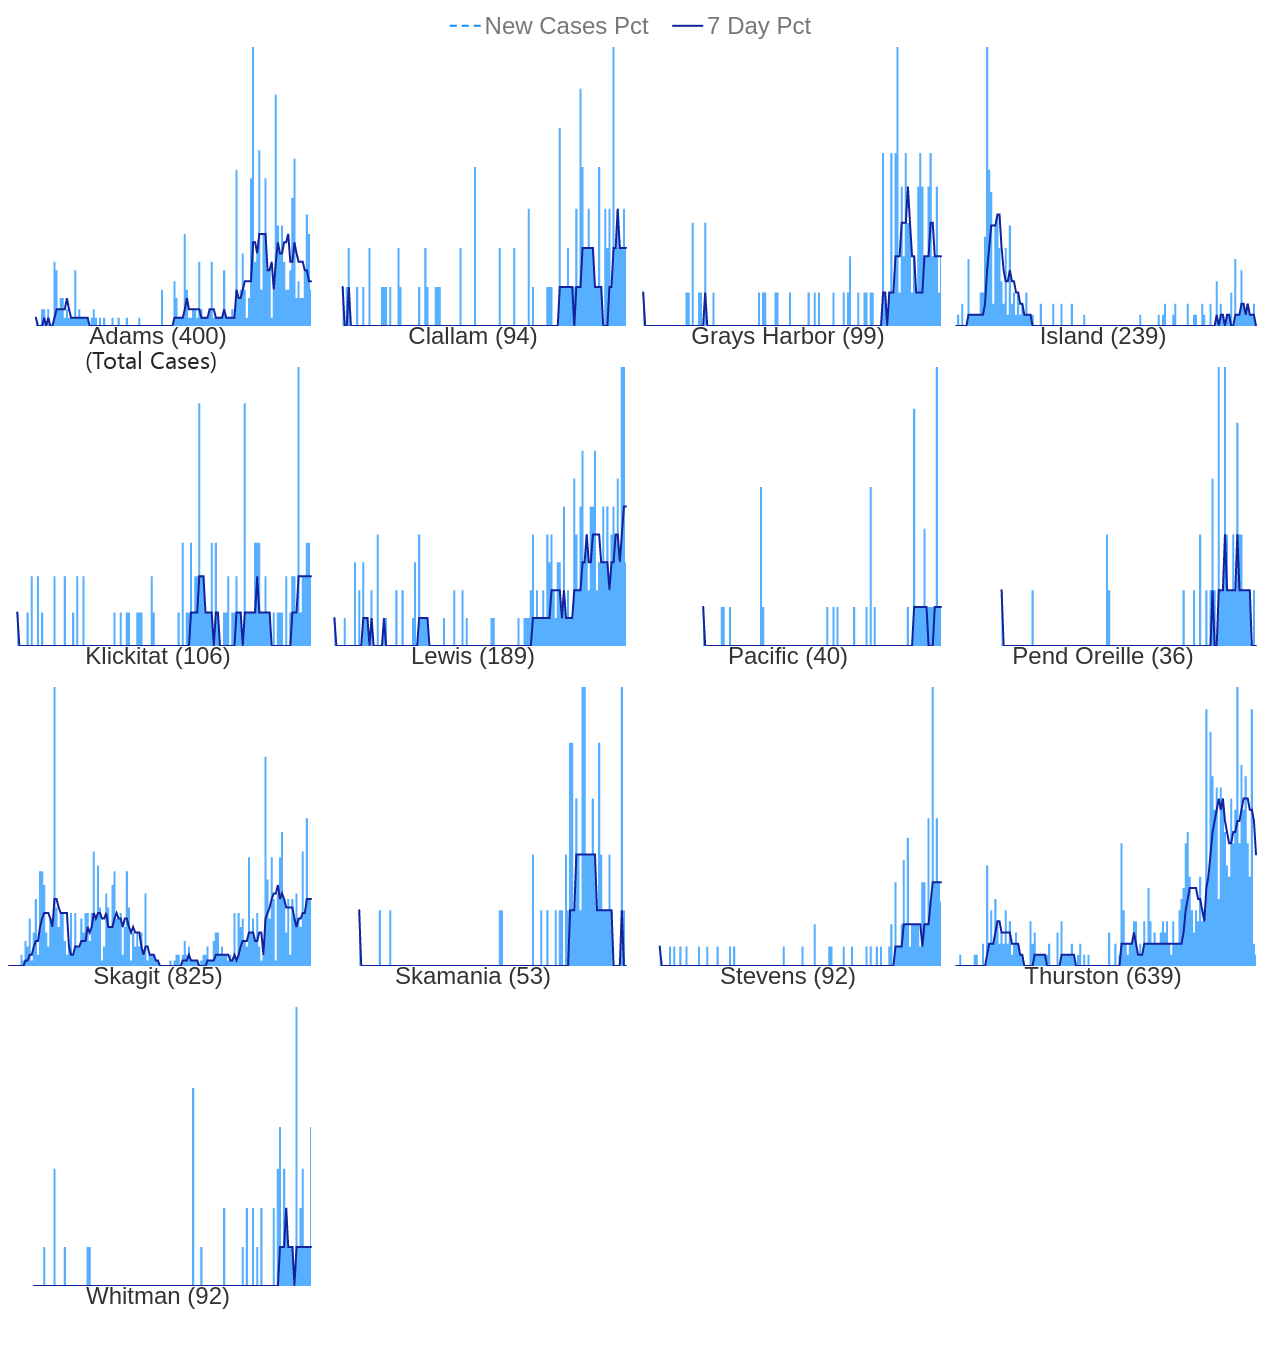 New Cases Pct 7 Day Pct
Adams (400) Clallam (94) Grays Harbor (99) Island (239)
(Total Cases)
Klickitat (106) Lewis (189) Pacific (40) Pend Oreille (36)
Skagit (825) Skamania (53) Stevens (92) Thurston (639)
Whitman (92)